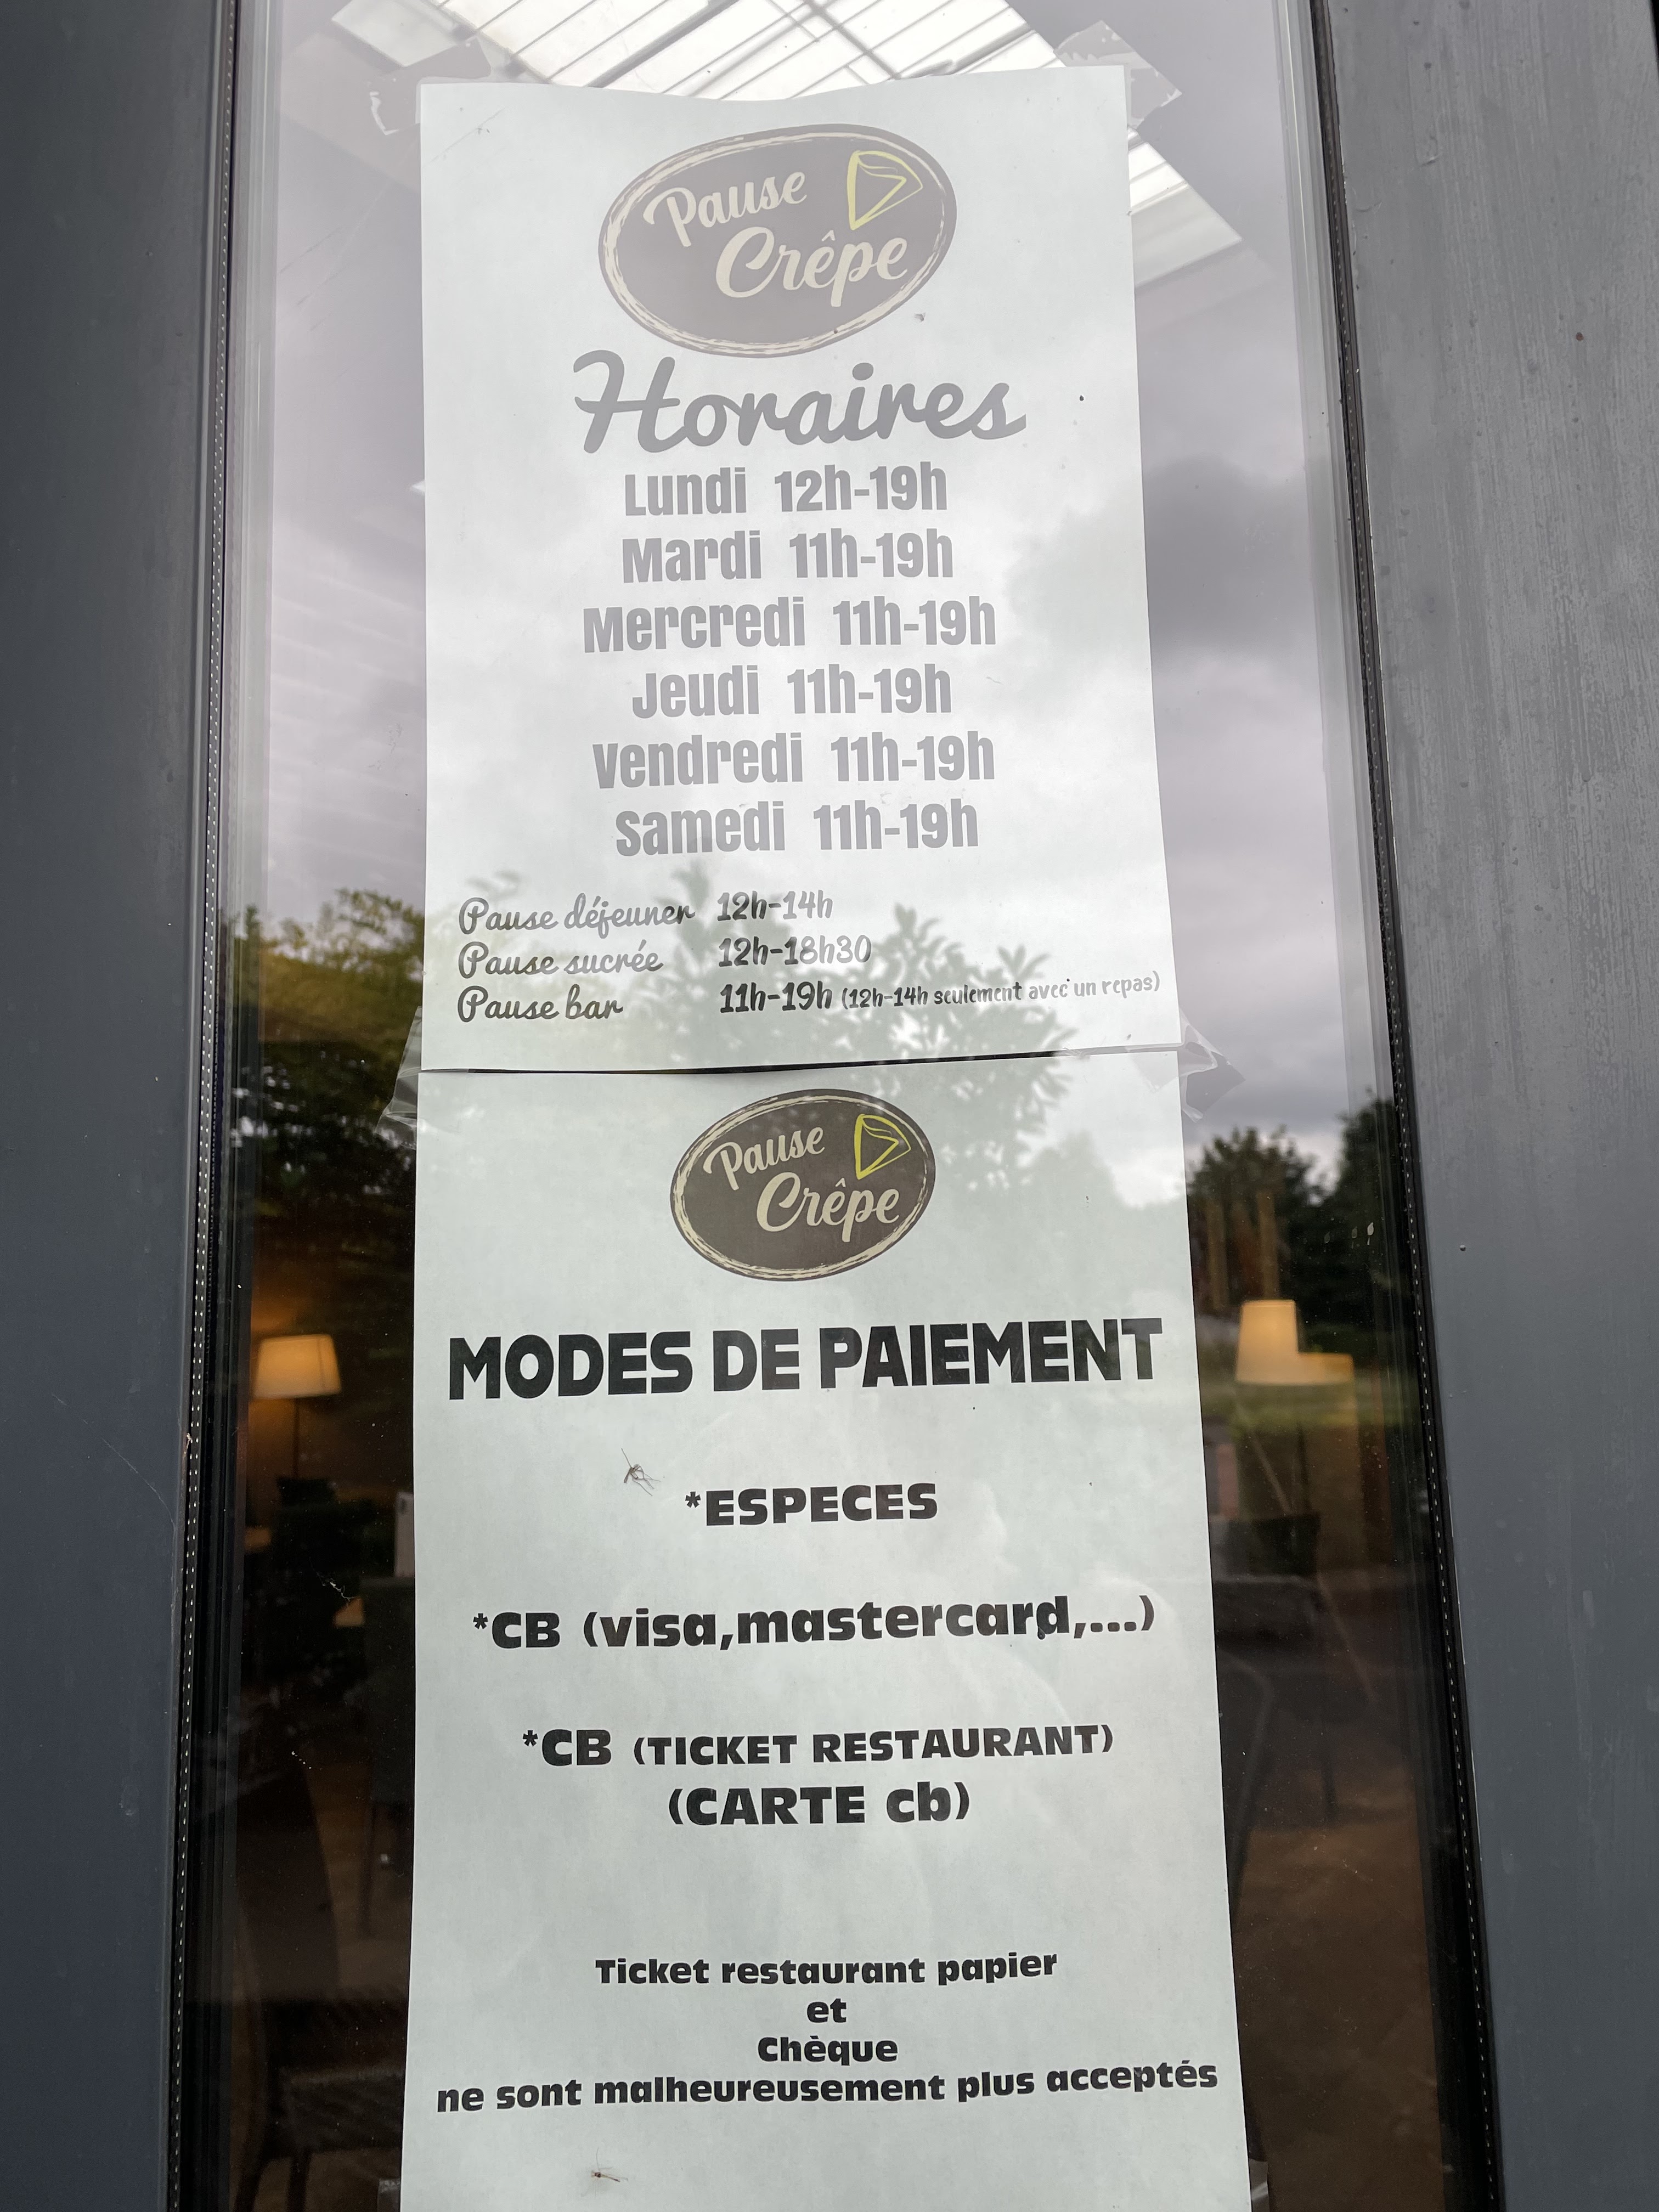 Pause
Crêpe
Horaires
Lundi 12h-19h
Mardi 11h-19h
Mercredi 11h-19h
Jeudi 11h-19h
Vendredi 11h-19h
Samedi 11h-19h
Pause déjeuner 12h-14h
Pause sucrée 12h-18h30
Pause bar 11h-19h (12h-14h seulement avec un repas)
Pause
Crêpe
MODES DE PAIEMENT
*ESPECES
*CB (visa,mastercard,...)
*CB (TICKET RESTAURANT)
(CARTE cb)
Ticket restaurant papier
et
Chèque
ne sont malheureusement plus acceptés